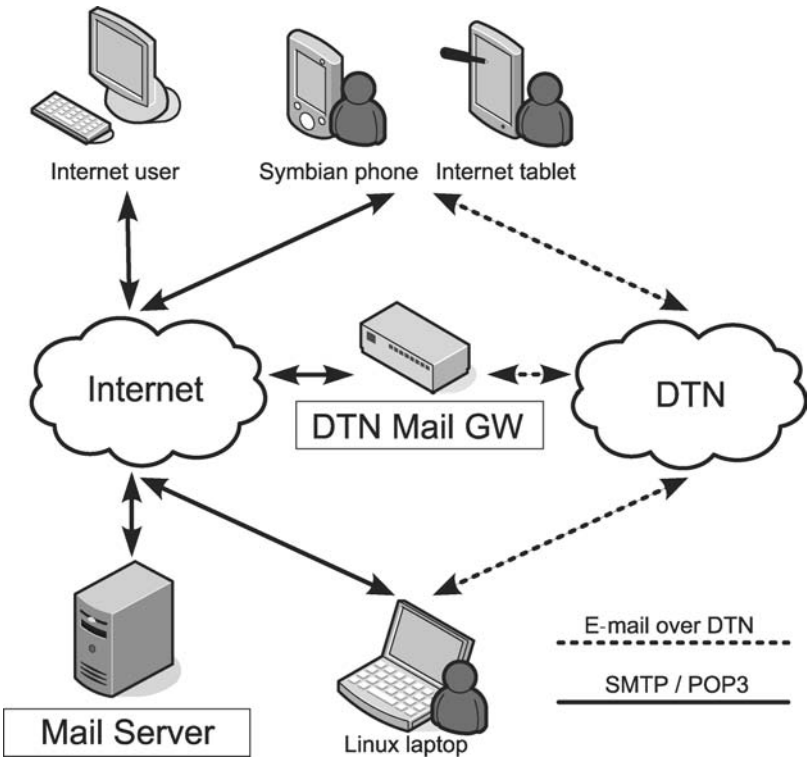 Internet user
Symbian phone
Internet tablet
Internet
DTN Mail GW
DTN
E-mail over DTN
SMTP / POP3
Mail Server
Linux laptop